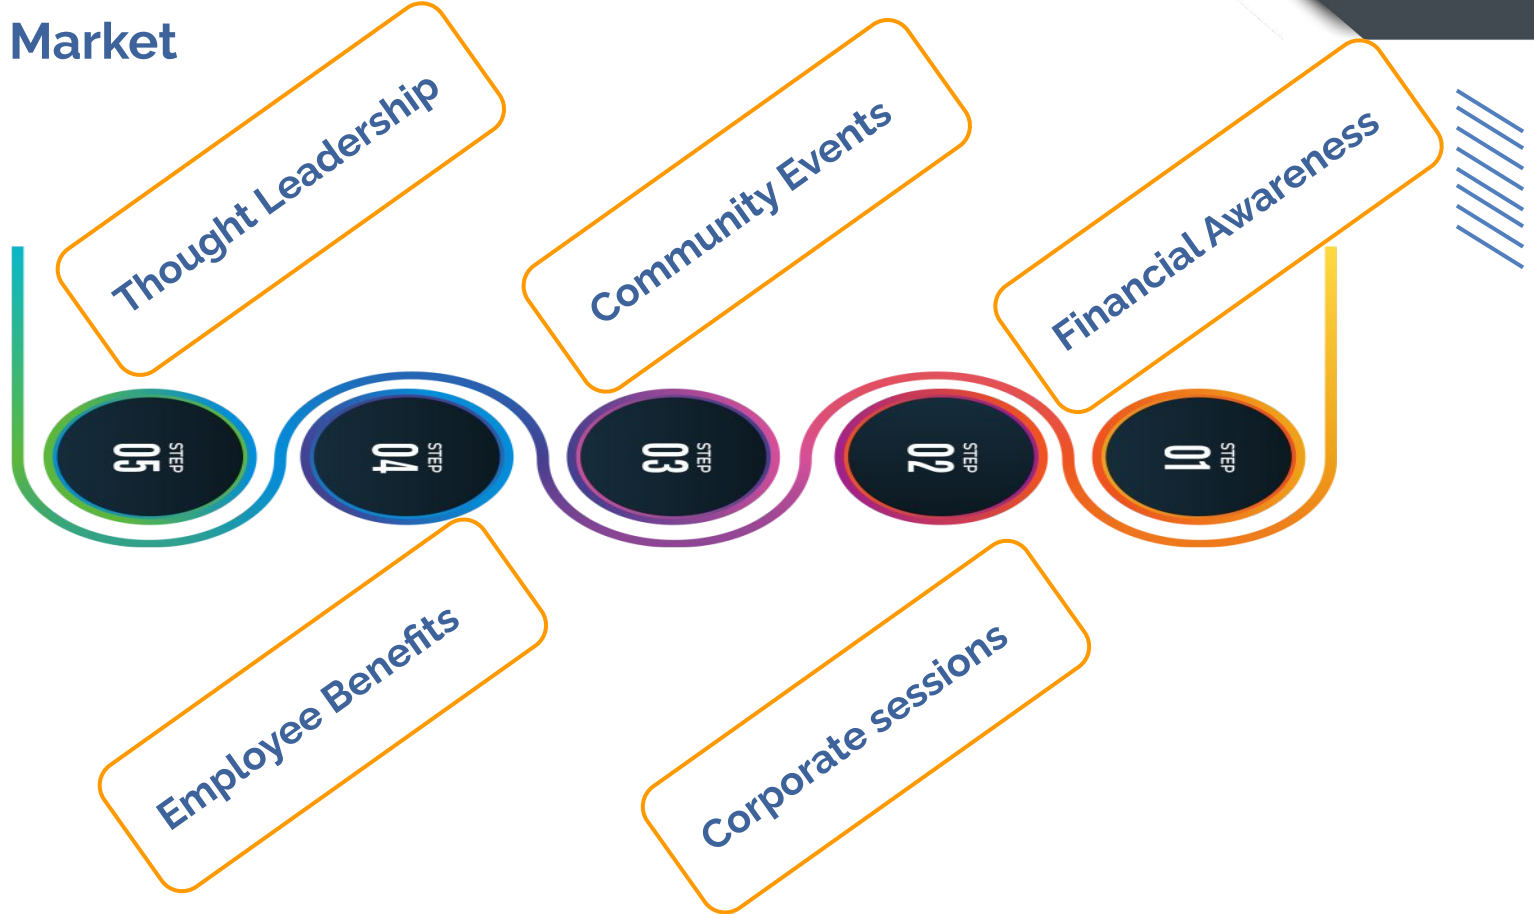 Market
Thought Leadership
Community Events
Financial Awareness
STEP
05
STEP
04
STEP
03
STEP
02
STEP
01
Employee Benefits
Corporate sessions